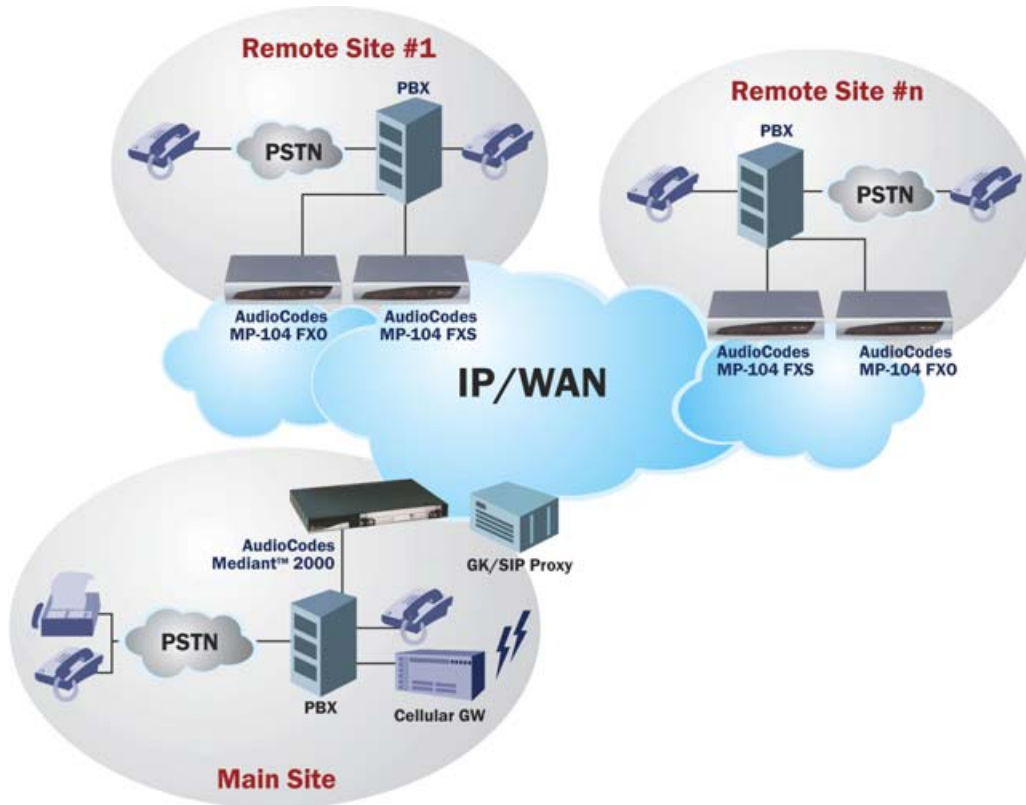 Remote Site #1
PBX
PSTN
AudioCodes
MP-104 FXO
AudioCodes
MP-104 FXS
Remote Site #n
PBX
PSTN
AudioCodes
MP-104 FXS
AudioCodes
MP-104 FXO
IP/WAN
AudioCodes
Mediant™ 2000
GK/SIP Proxy
PSTN
PBX
Cellular GW
Main Site